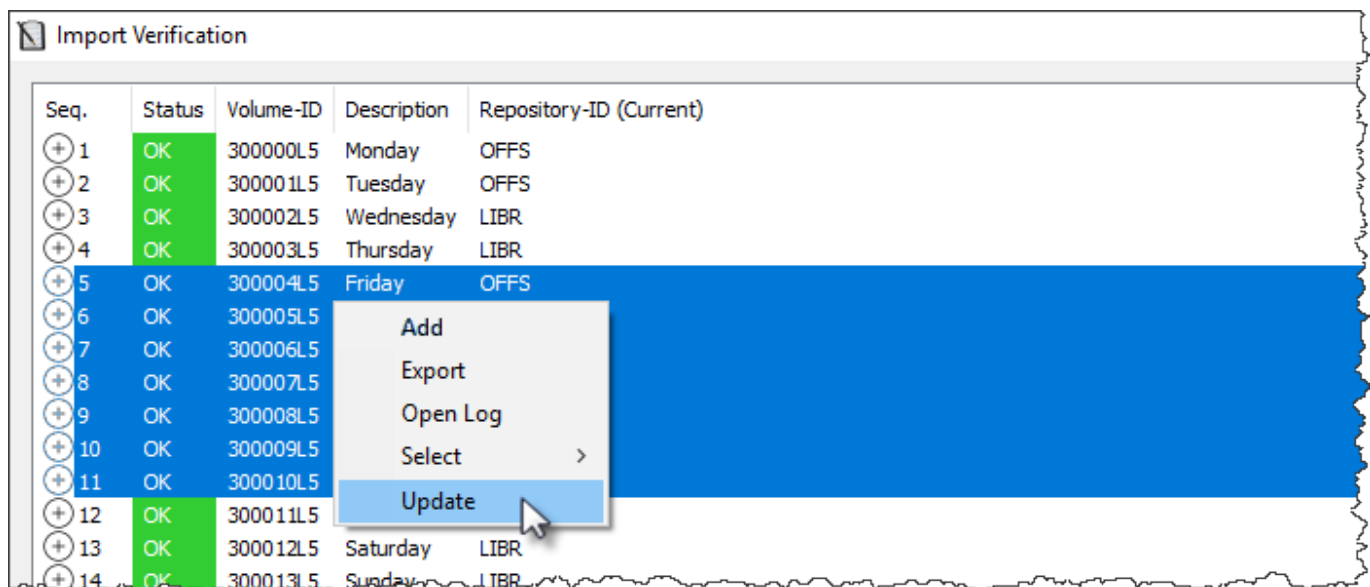 Import Verification
Seq. Status Volume-ID Description Repository-ID (Current)
1 OK 300000L5 Monday OFFS
2 OK 300001L5 Tuesday OFFS
3 OK 300002L5 Wednesday LIBR
4 OK 300003L5 Thursday LIBR
5 OK 300004L5 Friday OFFS
6 OK 300005L5
Add
7 OK 300006L5
Export
8 OK 300007L5
9 OK 300008L5
Open Log
10 OK 300009L5
Select >
11 OK 300010L5
Update
12 OK 300011L5
13 OK 300012L5 Saturday LIBR
14 OK 300013L5 Sunday LIBR